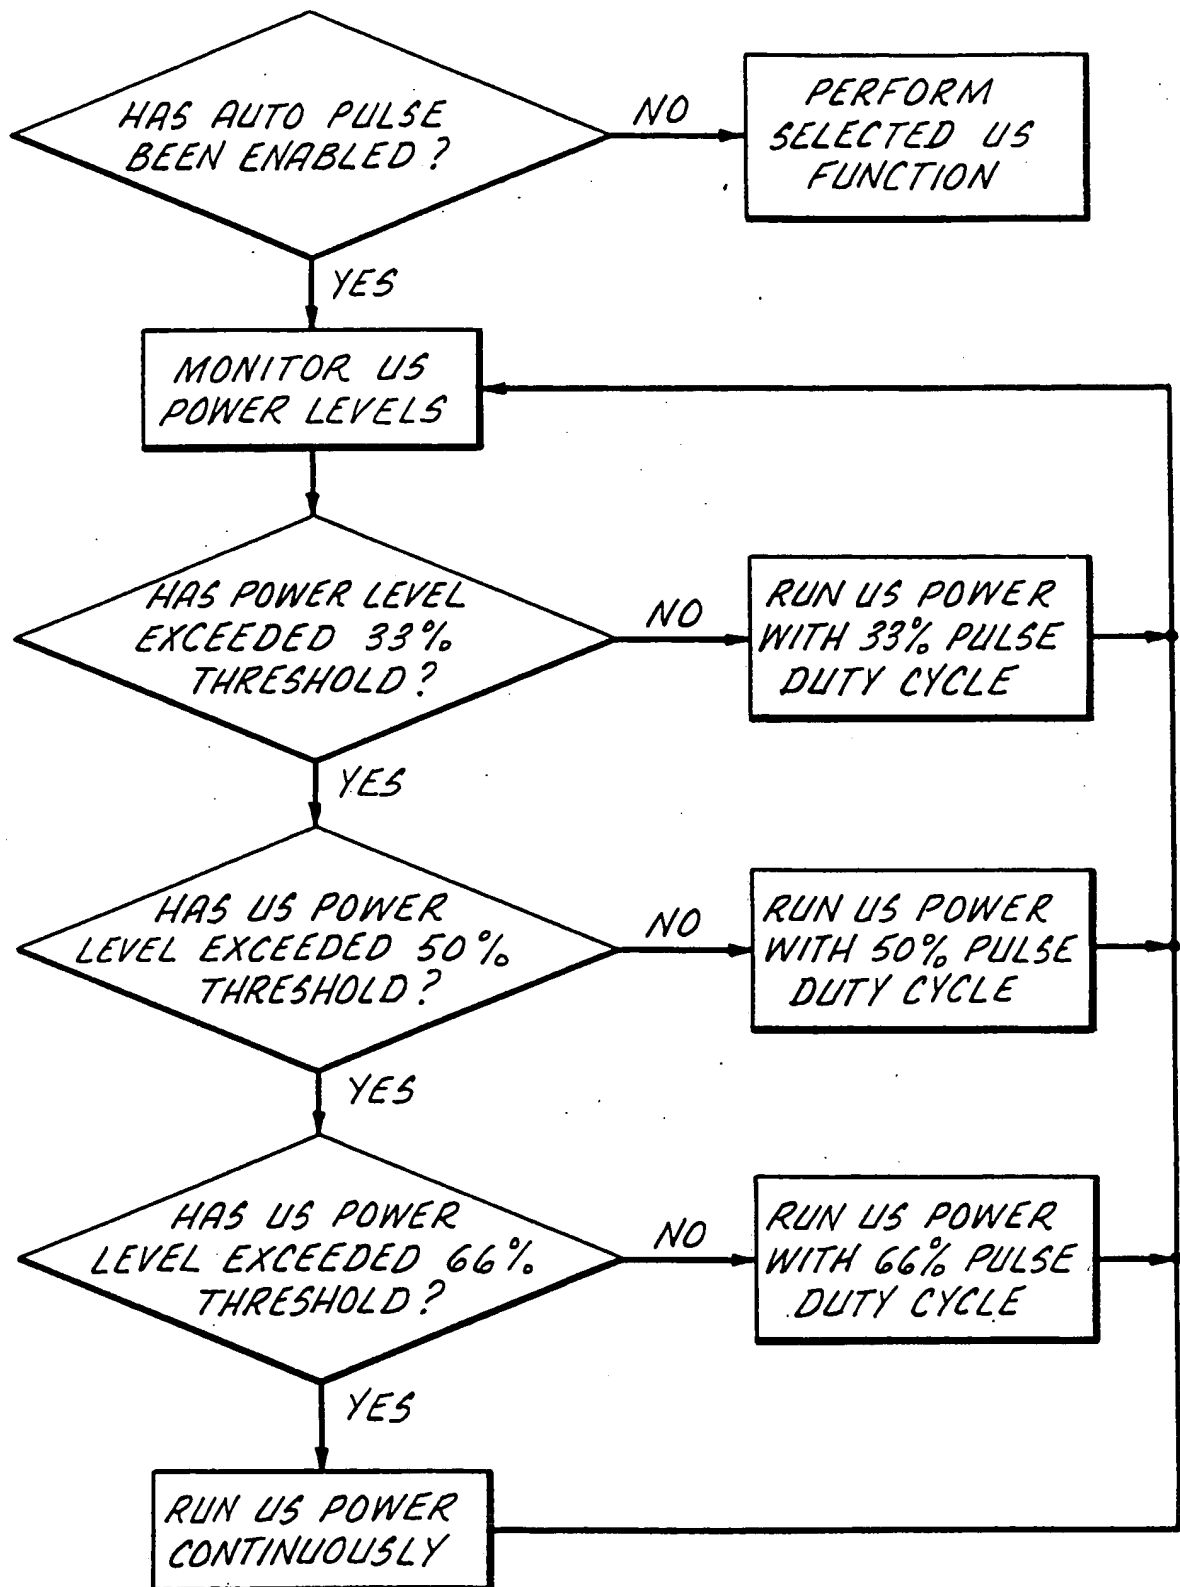 HAS AUTO PULSE
BEEN ENABLED?
NO
PERFORM
SELECTED US
FUNCTION
YES
MONITOR US
POWER LEVELS
HAS POWER LEVEL
EXCEEDED 33%
THRESHOLD?
NO
RUN US POWER
WITH 33% PULSE
DUTY CYCLE
YES
HAS US POWER
LEVEL EXCEEDED 50%
THRESHOLD?
NO
RUN US POWER
WITH 50% PULSE
DUTY CYCLE
YES
HAS US POWER
LEVEL EXCEEDED 66%
THRESHOLD?
NO
RUN US POWER
WITH 66% PULSE
DUTY CYCLE
YES
RUN US POWER
CONTINUOUSLY